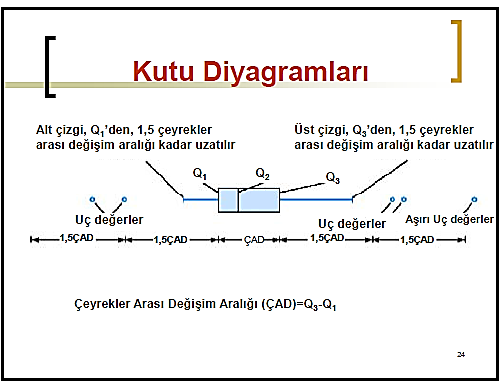 Kutu Diyagramları
Alt çizgi, Q1'den, 1,5 çeyrekler
arası değişim aralığı kadar uzatılır
Üst çizgi, Q3'den, 1,5 çeyrekler
arası değişim aralığı kadar uzatılır
Q1 Q2 Q3
Uç değerler Uç değerler Aşırı Uç değerler
1,5ÇAD 1,5ÇAD ÇAD 1,5ÇAD 1,5ÇAD
Çeyrekler Arası Değişim Aralığı (ÇAD)=Q3-Q1
24